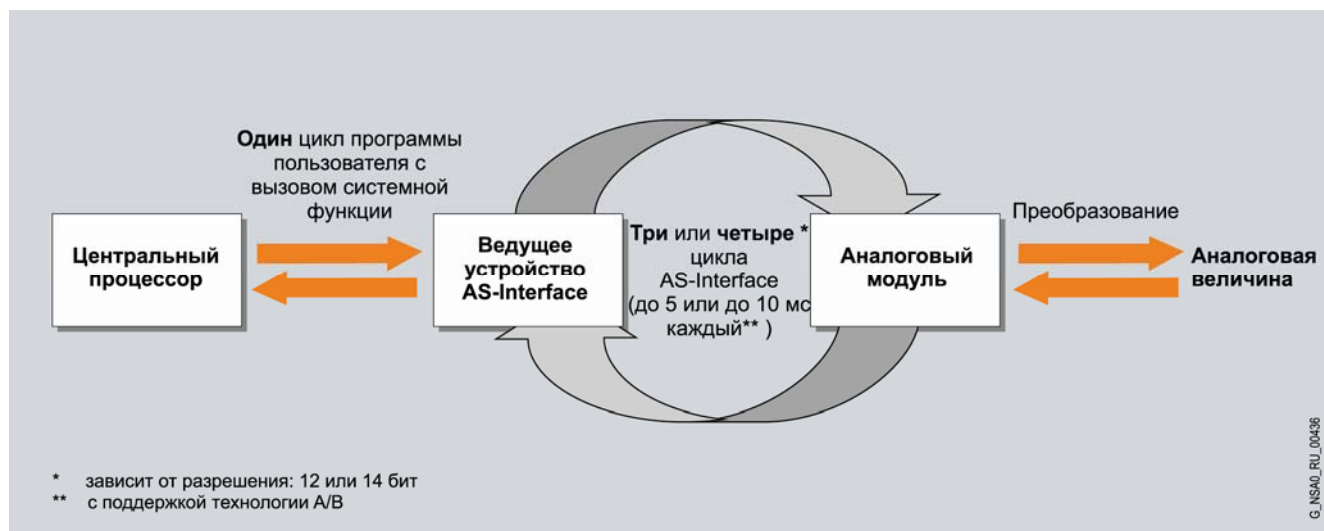 Один цикл программы
пользователя с
вызовом системной
функции
Центральный
процессор
Ведущее
устройство
AS-Interface
Три или четыре *
цикла
AS-Interface
(до 5 или до 10 мс
каждый** )
Аналоговый
модуль
Преобразование
Аналоговая
величина
* зависит от разрешения: 12 или 14 бит
** с поддержкой технологии A/B
G_NSA0_RU_00436